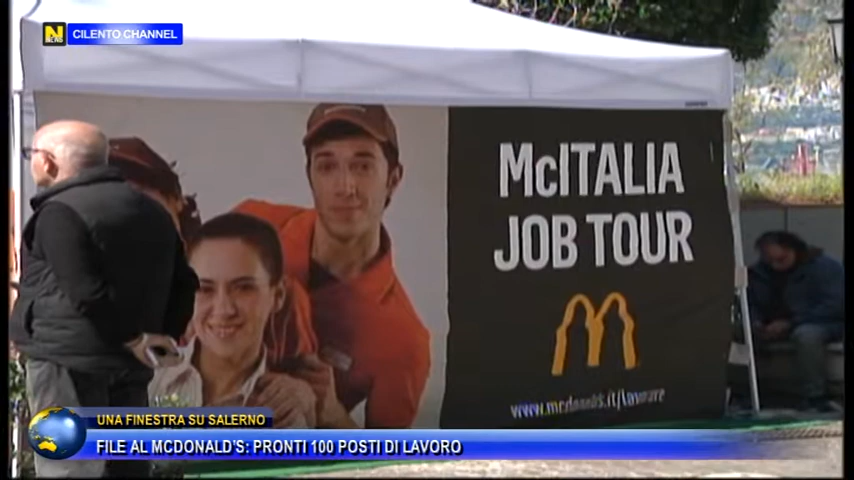 N
NEWS
CILENTO CHANNEL
McITALIA
JOB TOUR
www.mcdonalds.it/lavorare
UNA FINESTRA SU SALERNO
FILE AL MCDONALD'S: PRONTI 100 POSTI DI LAVORO